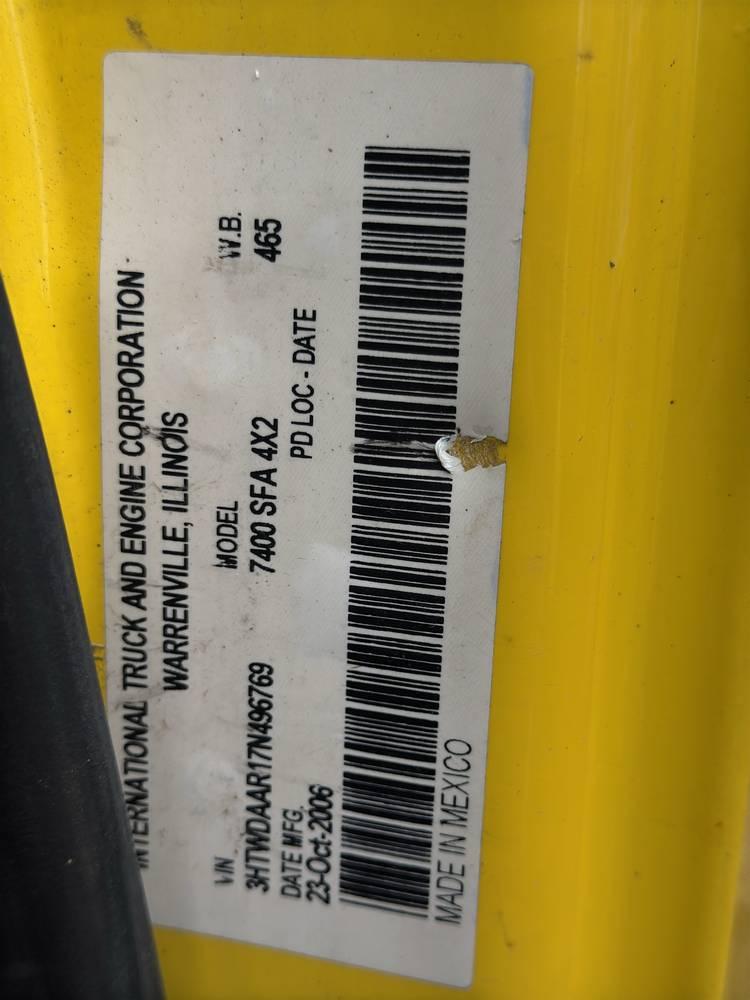 INTERNATIONAL TRUCK AND ENGINE CORPORATION
WARRENVILLE, ILLINOIS
VIN MODEL W.B.
3HTWDAAR17N496769 7400 SFA 4X2 465
DATE MFG. PD LOC - DATE
23-Oct-2006
MADE IN MEXICO